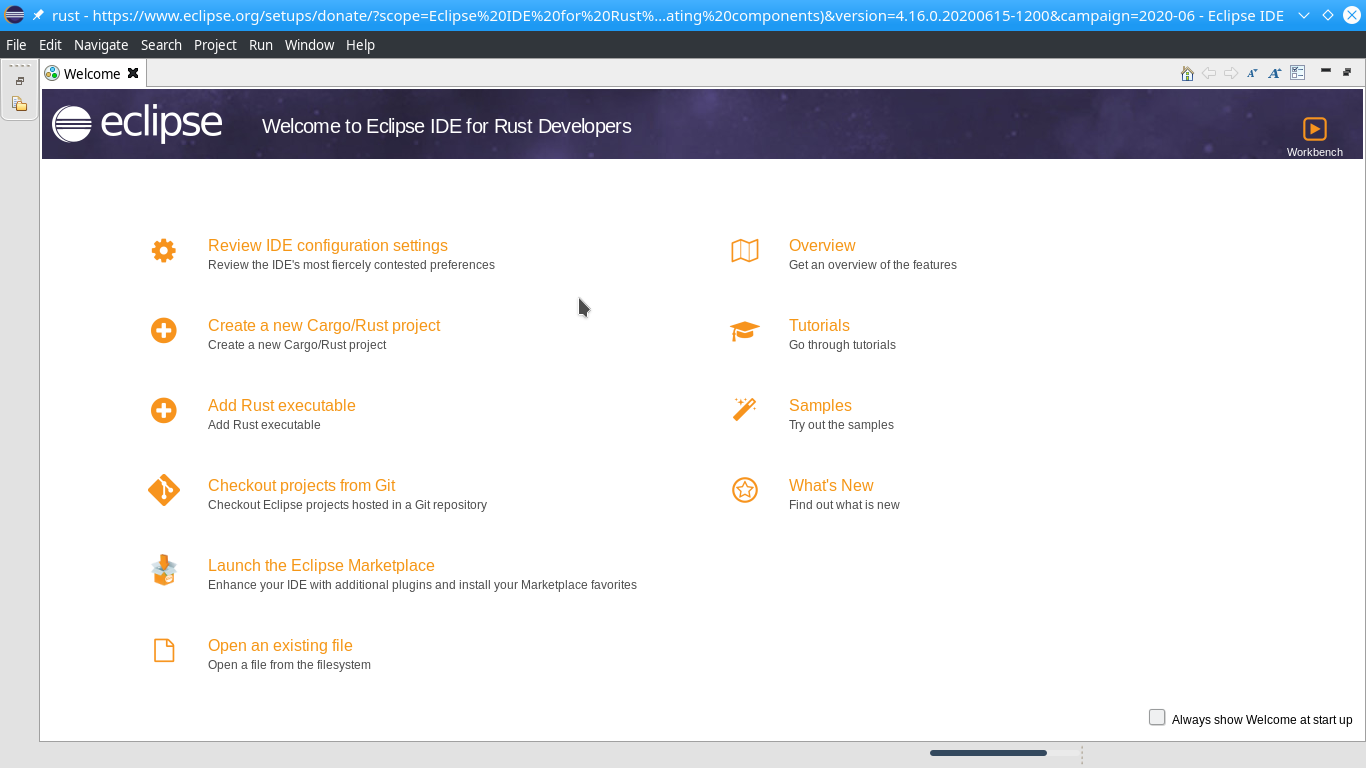 rust - https://www.eclipse.org/setups/donate/?scope=Eclipse%20IDE%20for%20Rust%...ating%20components)&version=4.16.0.20200615-1200&campaign=2020-06 - Eclipse IDE
File Edit Navigate Search Project Run Window Help
Welcome
eclipse
Welcome to Eclipse IDE for Rust Developers
Workbench
Review IDE configuration settings
Review the IDE's most fiercely contested preferences
Create a new Cargo/Rust project
Create a new Cargo/Rust project
Add Rust executable
Add Rust executable
Checkout projects from Git
Checkout Eclipse projects hosted in a Git repository
Launch the Eclipse Marketplace
Enhance your IDE with additional plugins and install your Marketplace favorites
Open an existing file
Open a file from the filesystem
Overview
Get an overview of the features
Tutorials
Go through tutorials
Samples
Try out the samples
What's New
Find out what is new
Always show Welcome at start up